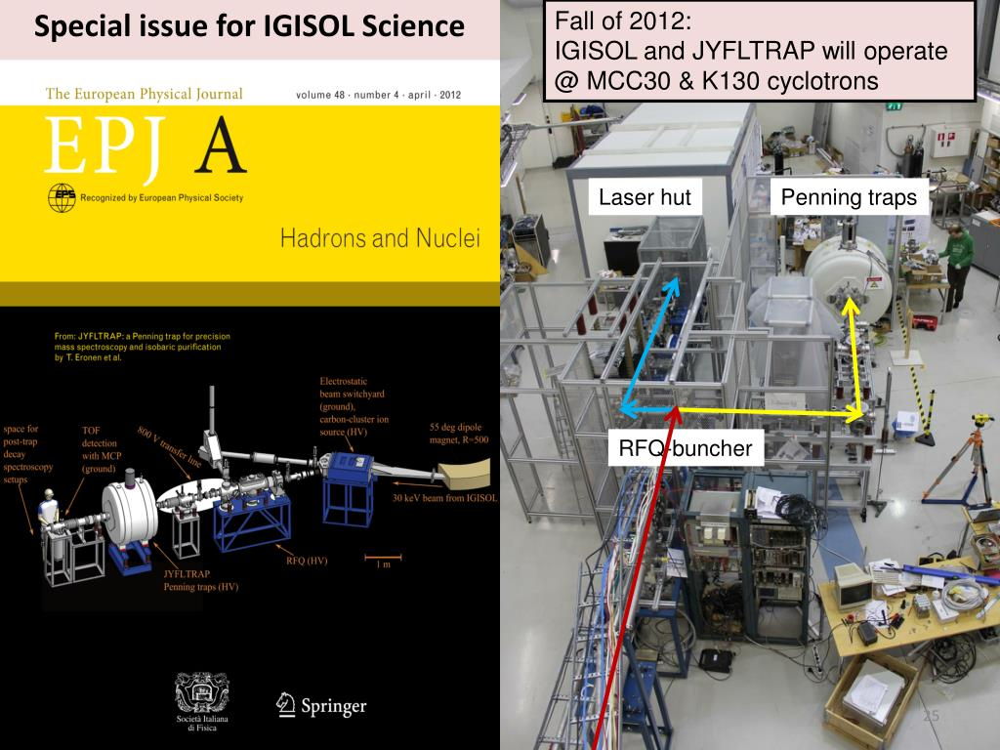 Special issue for IGISOL Science
The European Physical Journal
volume 48 · number 4 · april · 2012
EPJ A
EPS
Recognized by European Physical Society
Hadrons and Nuclei
From: JYFLTRAP: a Penning trap for precision
mass spectroscopy and isobaric purification
by T. Eronen et al.
Electrostatic
beam switchyard
(ground),
carbon-cluster ion
source (HV)
space for
post-trap
decay
spectroscopy
setups
TOF
detection
with MCP
(ground)
800 V transfer line
55 deg dipole
magnet, R=500
30 keV beam from IGISOL
RFQ (HV)
1 m
JYFLTRAP
Penning traps (HV)
Società Italiana
di Fisica
Springer
Fall of 2012:
IGISOL and JYFLTRAP will operate
@ MCC30 & K130 cyclotrons
Laser hut
Penning traps
RFQ-buncher
25